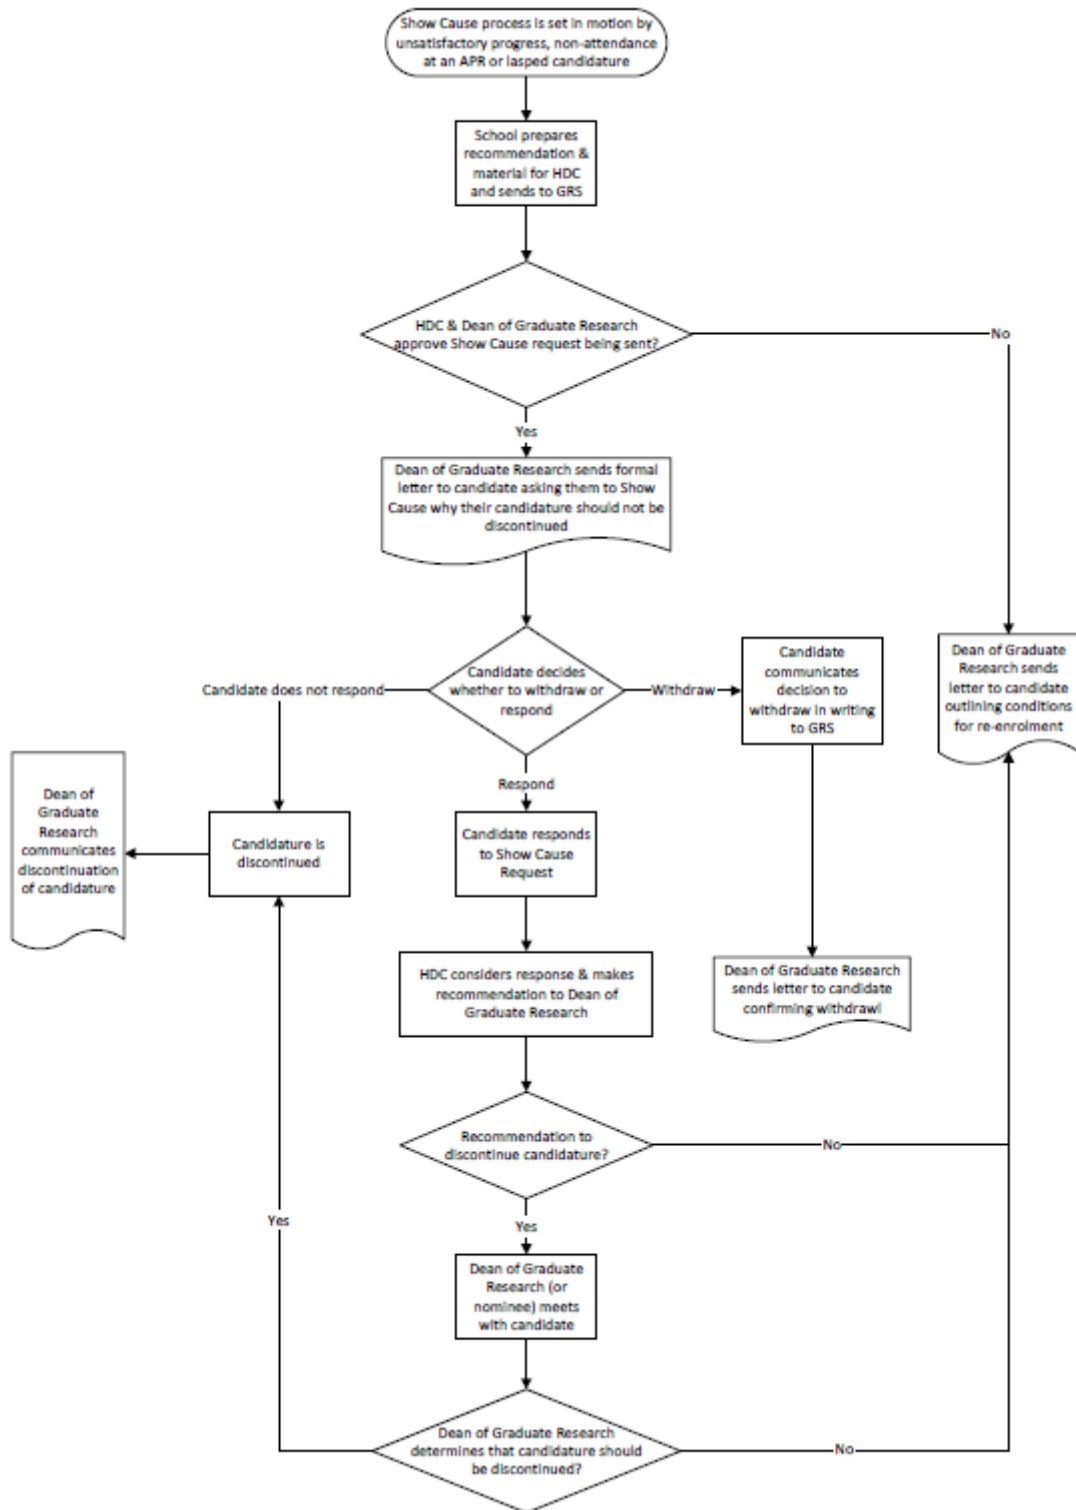 Show Cause process is set in motion by
unsatisfactory progress, non-attendance
at an APR or lasped candidature
School prepares
recommendation &
material for HDC
and sends to GRS
HDC & Dean of Graduate Research
approve Show Cause request being sent?
No
Yes
Dean of Graduate Research sends formal
letter to candidate asking them to Show
Cause why their candidature should not be
discontinued
Candidate decides
whether to withdraw or
respond
Candidate does not respond
Withdraw
Candidate
communicates
decision to
withdraw in writing
to GRS
Dean of Graduate
Research sends
letter to candidate
outlining conditions
for re-enrolment
Respond
Dean of
Graduate
Research
communicates
discontinuation
of candidature
Candidature is
discontinued
Candidate responds
to Show Cause
Request
HDC considers response & makes
recommendation to Dean of
Graduate Research
Dean of Graduate Research
sends letter to candidate
confirming withdrawl
Recommendation to
discontinue candidature?
No
Yes
Yes
Dean of Graduate
Research (or
nominee) meets
with candidate
Dean of Graduate Research
determines that candidature should
be discontinued?
No